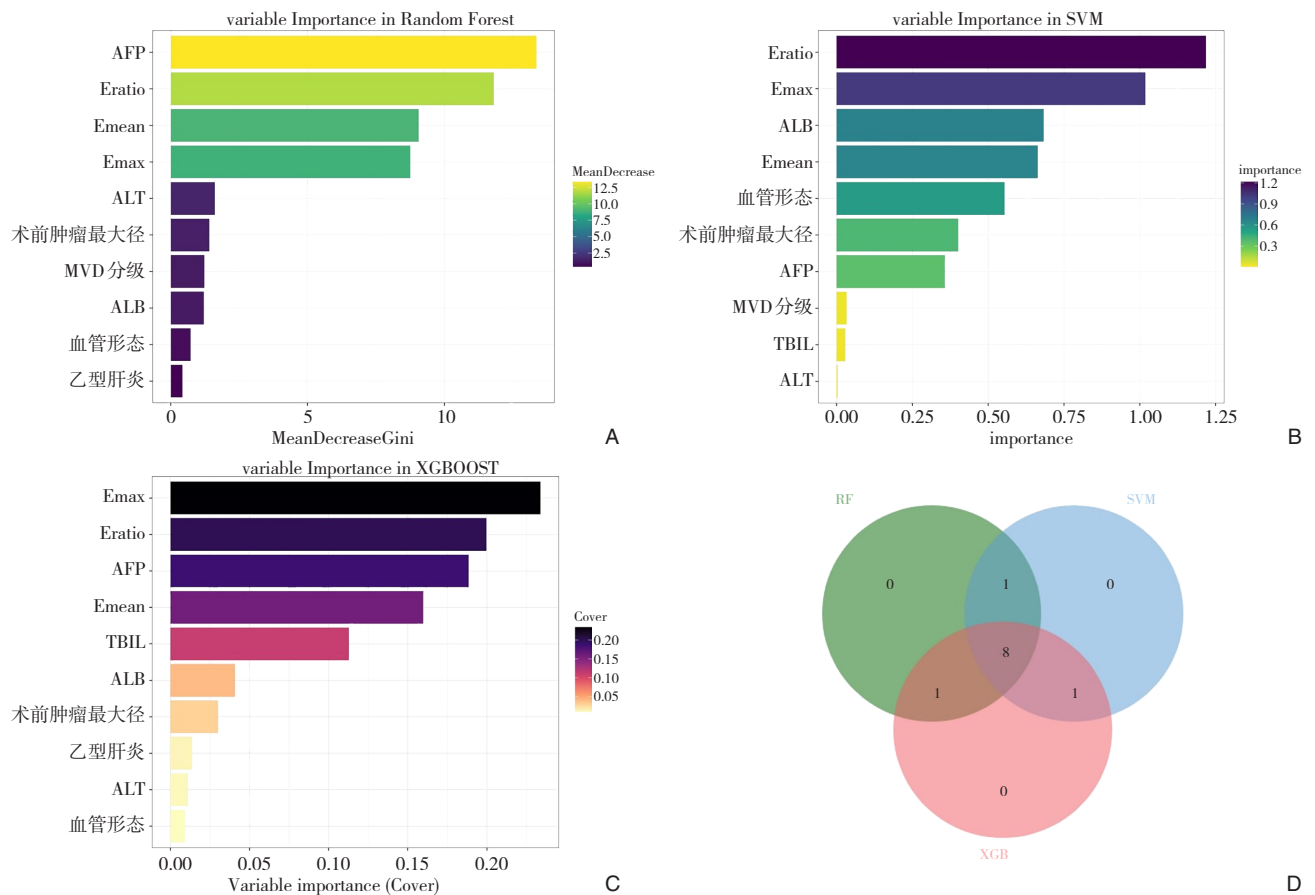 variable Importance in Random Forest
AFP
Eratio
Emean
Emax
ALT
术前肿瘤最大径
MVD分级
ALB
血管形态
乙型肝炎
0
5
10
MeanDecreaseGini
MeanDecrease
12.5
10.0
7.5
5.0
2.5
A
variable Importance in SVM
Eratio
Emax
ALB
Emean
血管形态
术前肿瘤最大径
AFP
MVD分级
TBIL
ALT
0.00
0.25
0.50
0.75
1.00
1.25
importance
importance
1.2
0.9
0.6
0.3
B
variable Importance in XGBOOST
Emax
Eratio
AFP
Emean
TBIL
ALB
术前肿瘤最大径
乙型肝炎
ALT
血管形态
0.00
0.05
0.10
0.15
0.20
Variable importance (Cover)
Cover
0.20
0.15
0.10
0.05
C
RF
SVM
0
1
0
8
1
1
0
XGB
D